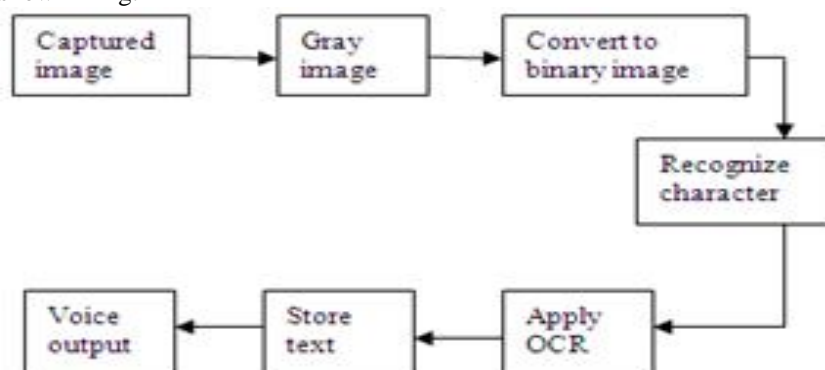 Captured
image
Gray
image
Convert to
binary image
Recognize
character
Apply
OCR
Store
text
Voice
output